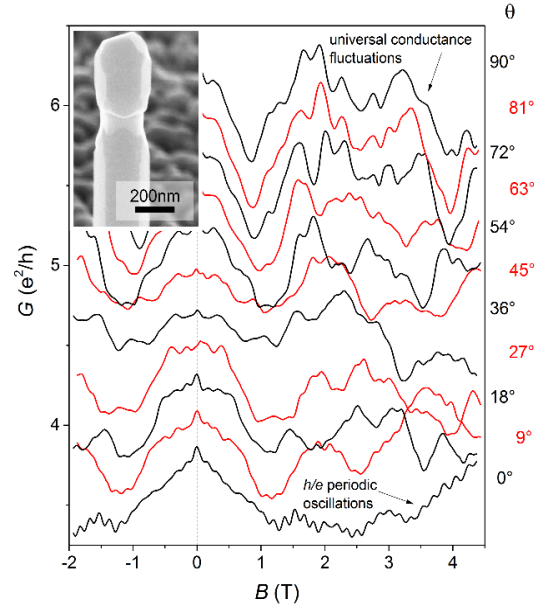 θ
universal conductance
fluctuations
90°
81°
72°
63°
54°
45°
36°
27°
18°
9°
0°
200nm
6
5
4
G (e²/h)
h/e periodic
oscillations
-2
-1
0
1
2
3
4
B (T)